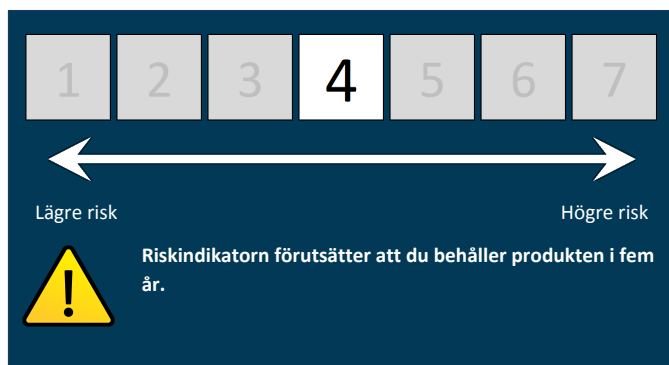 1 2 3 4 5 6 7
Lägre risk Högre risk
Riskindikatorn förutsätter att du behåller produkten i fem
år.